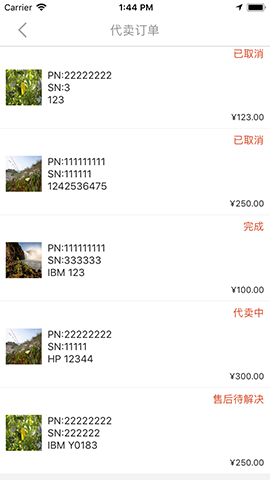 Carrier 1:44 PM
代卖订单
已取消
PN:22222222
SN:3
123
¥123.00
已取消
PN:111111111
SN:111111
1242536475
¥250.00
完成
PN:111111111
SN:333333
IBM 123
¥100.00
代卖中
PN:22222222
SN:11111
HP 12344
¥300.00
售后待解决
PN:22222222
SN:222222
IBM Y0183
¥250.00